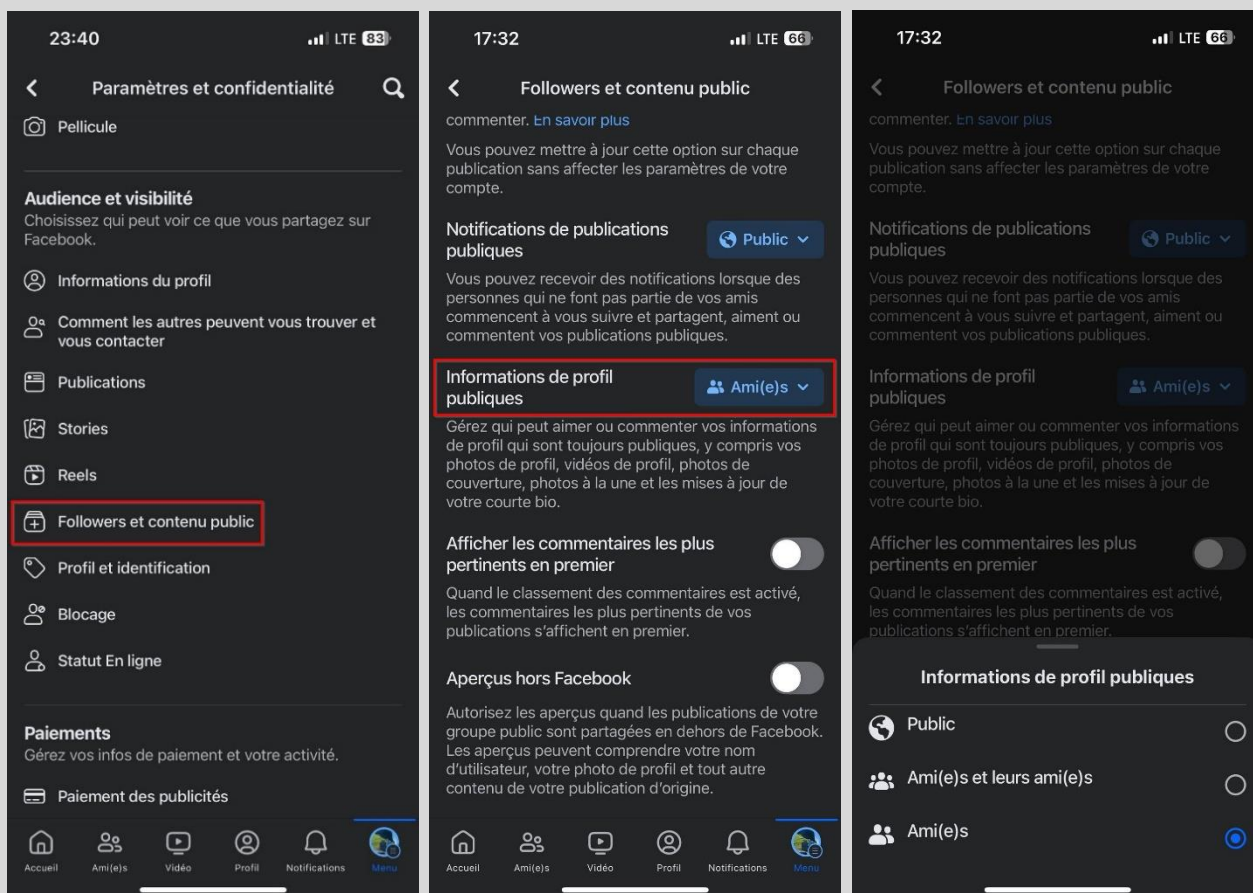 23:40
LTE 83
Paramètres et confidentialité
Pellicule
Audience et visibilité
Choisissez qui peut voir ce que vous partagez sur
Facebook.
Informations du profil
Comment les autres peuvent vous trouver et
vous contacter
Publications
Stories
Reels
Followers et contenu public
Profil et identification
Blocage
Statut En ligne
Paiements
Gérez vos infos de paiement et votre activité.
Paiement des publicités
Accueil
Ami(e)s
Vidéo
Profil
Notifications
Menu
17:32
LTE 66
Followers et contenu public
commenter. En savoir plus
Vous pouvez mettre à jour cette option sur chaque
publication sans affecter les paramètres de votre
compte.
Notifications de publications
publiques
Public
Vous pouvez recevoir des notifications lorsque des
personnes qui ne font pas partie de vos amis
commencent à vous suivre et partagent, aiment ou
commentent vos publications publiques.
Informations de profil
publiques
Ami(e)s
Gérez qui peut aimer ou commenter vos informations
de profil qui sont toujours publiques, y compris vos
photos de profil, vidéos de profil, photos de
couverture, photos à la une et les mises à jour de
votre courte bio.
Afficher les commentaires les plus
pertinents en premier
Quand le classement des commentaires est activé,
les commentaires les plus pertinents de vos
publications s'affichent en premier.
Aperçus hors Facebook
Autorisez les aperçus quand les publications de votre
groupe public sont partagées en dehors de Facebook.
Les aperçus peuvent comprendre votre nom
d'utilisateur, votre photo de profil et tout autre
contenu de votre publication d'origine.
Accueil
Ami(e)s
Vidéo
Profil
Notifications
Menu
17:32
LTE 66
Followers et contenu public
commenter. En savoir plus
Vous pouvez mettre à jour cette option sur chaque
publication sans affecter les paramètres de votre
compte.
Notifications de publications
publiques
Public
Vous pouvez recevoir des notifications lorsque des
personnes qui ne font pas partie de vos amis
commencent à vous suivre et partagent, aiment ou
commentent vos publications publiques.
Informations de profil
publiques
Ami(e)s
Gérez qui peut aimer ou commenter vos informations
de profil qui sont toujours publiques, y compris vos
photos de profil, vidéos de profil, photos de
couverture, photos à la une et les mises à jour de
votre courte bio.
Afficher les commentaires les plus
pertinents en premier
Quand le classement des commentaires est activé,
les commentaires les plus pertinents de vos
publications s'affichent en premier.
Informations de profil publiques
Public
Ami(e)s et leurs ami(e)s
Ami(e)s